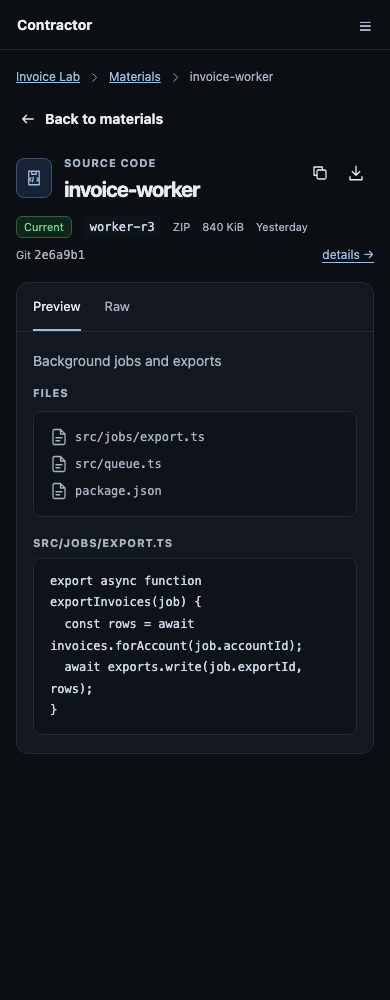 Contractor
Invoice Lab > Materials > invoice-worker
← Back to materials
SOURCE CODE
invoice-worker
Current worker-r3 ZIP 840 KiB Yesterday
Git 2e6a9b1 details →
Preview Raw
Background jobs and exports
FILES
src/jobs/export.ts
src/queue.ts
package.json
SRC/JOBS/EXPORT.TS
export async function
exportInvoices(job) {
  const rows = await
invoices.forAccount(job.accountId);
  await exports.write(job.exportId,
rows);
}